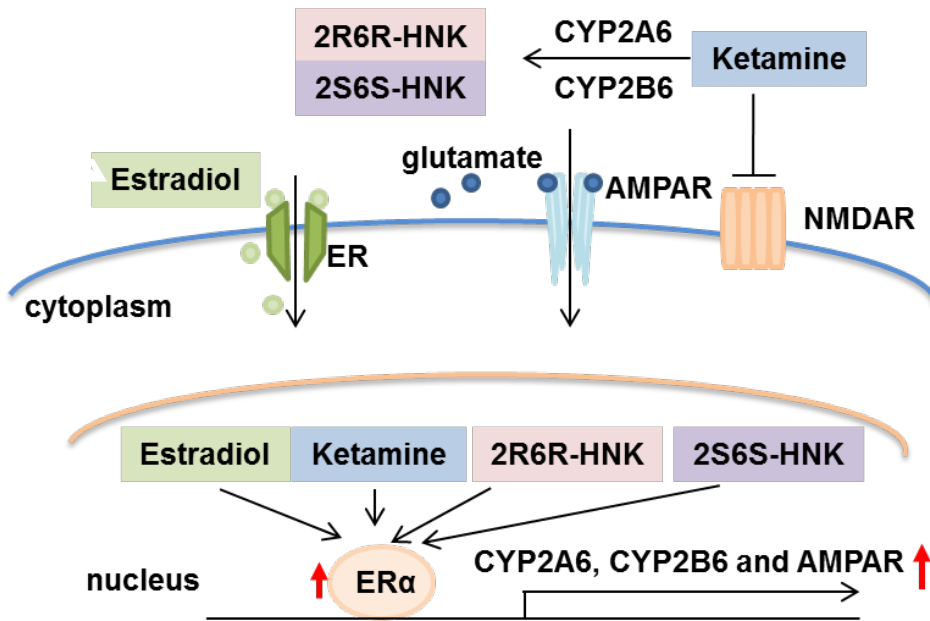 2R6R-HNK
CYP2A6
Ketamine
2S6S-HNK
CYP2B6
glutamate
Estradiol
AMPAR
NMDAR
ER
cytoplasm
Estradiol
Ketamine
2R6R-HNK
2S6S-HNK
CYP2A6, CYP2B6 and AMPAR
nucleus
ERα